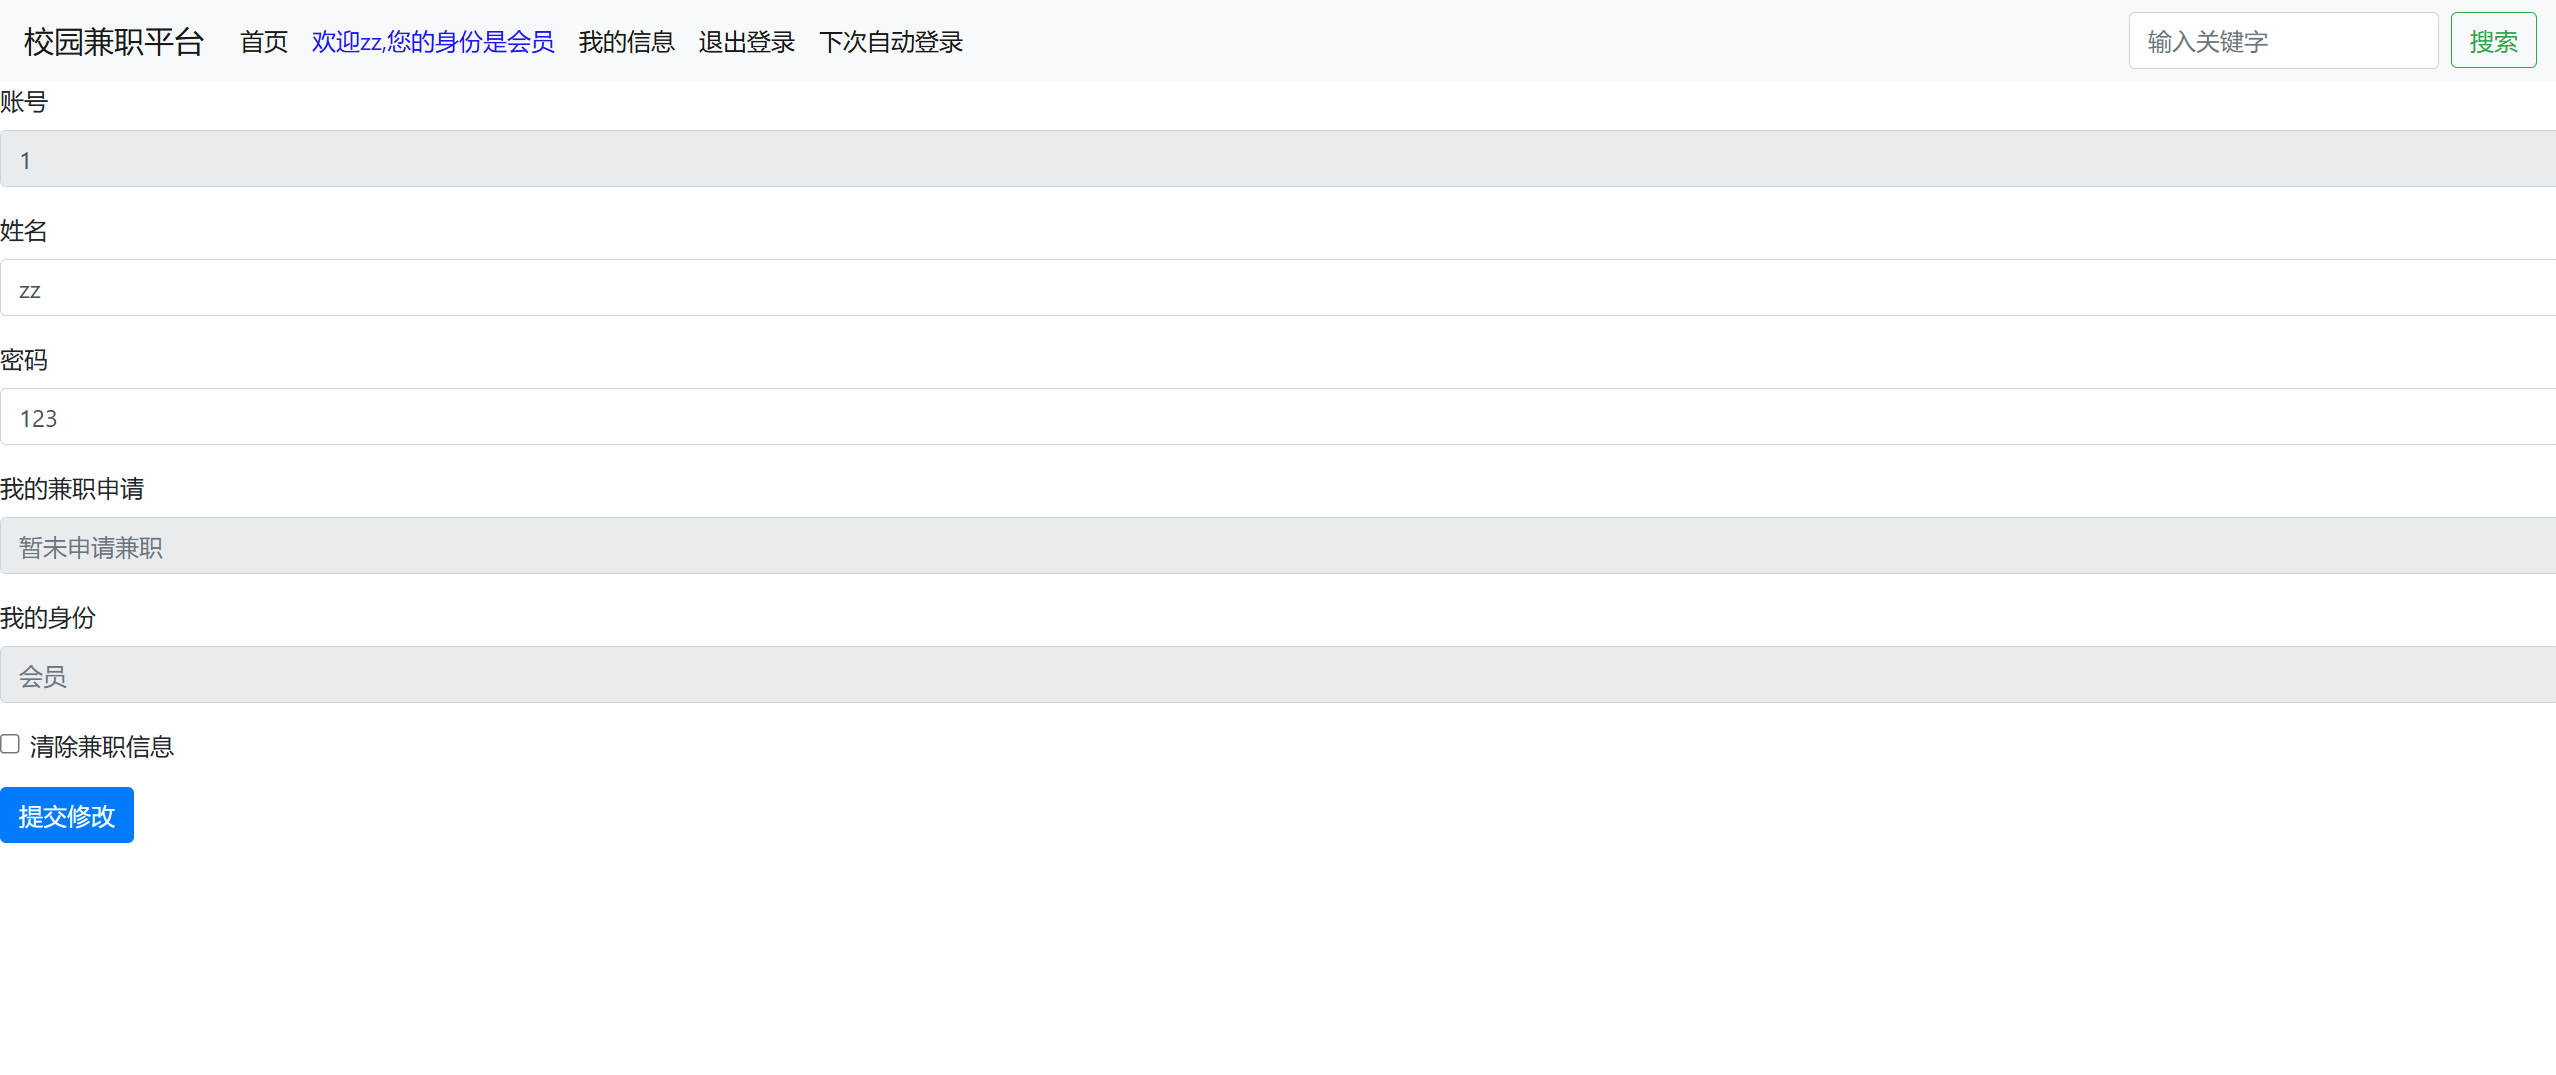 校园兼职平台 首页 欢迎zz,您的身份是会员 我的信息 退出登录 下次自动登录 输入关键字 搜索
账号
1
姓名
zz
密码
123
我的兼职申请
暂未申请兼职
我的身份
会员
清除兼职信息
提交修改